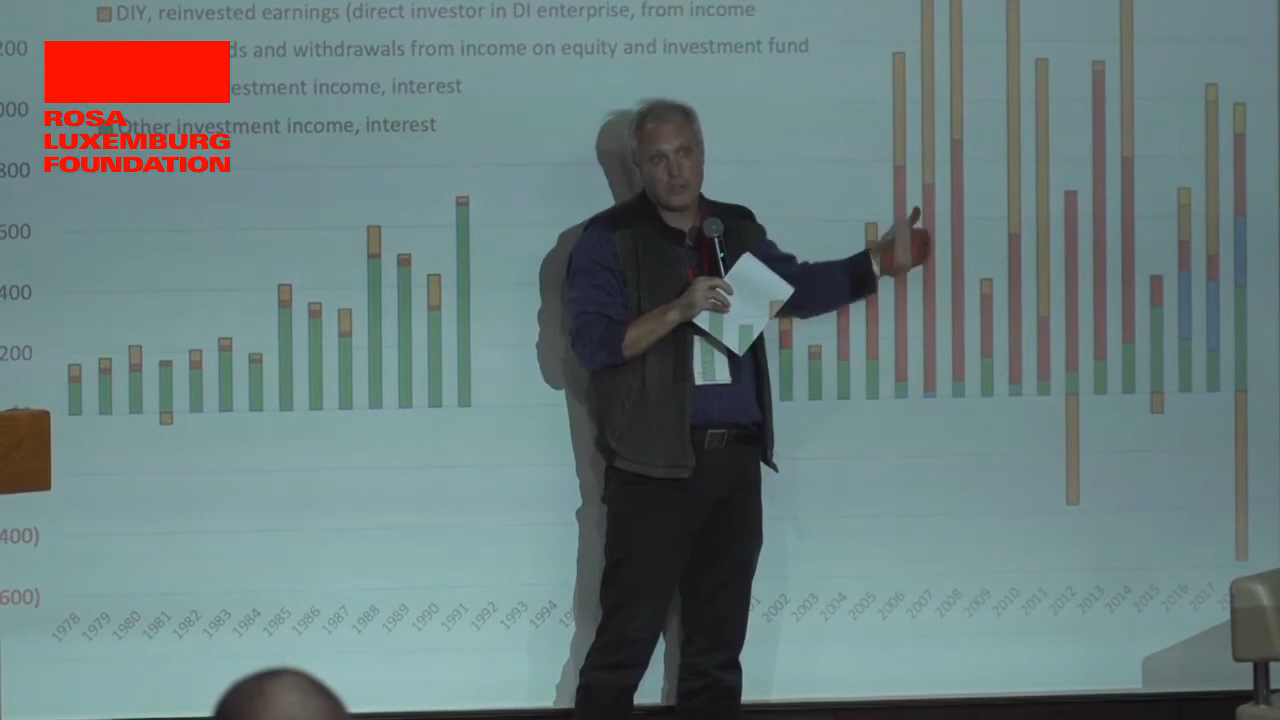 DIY, reinvested earnings (direct investor in DI enterprise, from income
ds and withdrawals from income on equity and investment fund
estment income, interest
Other investment income, interest
ROSA
LUXEMBURG
FOUNDATION
200
000
800
600
400
200
400)
600)
1978 1979 1980 1981 1982 1983 1984 1985 1986 1987 1988 1989 1990 1991 1992 1993 1994 2002 2003 2004 2005 2006 2007 2008 2009 2010 2011 2012 2013 2014 2015 2016 2017